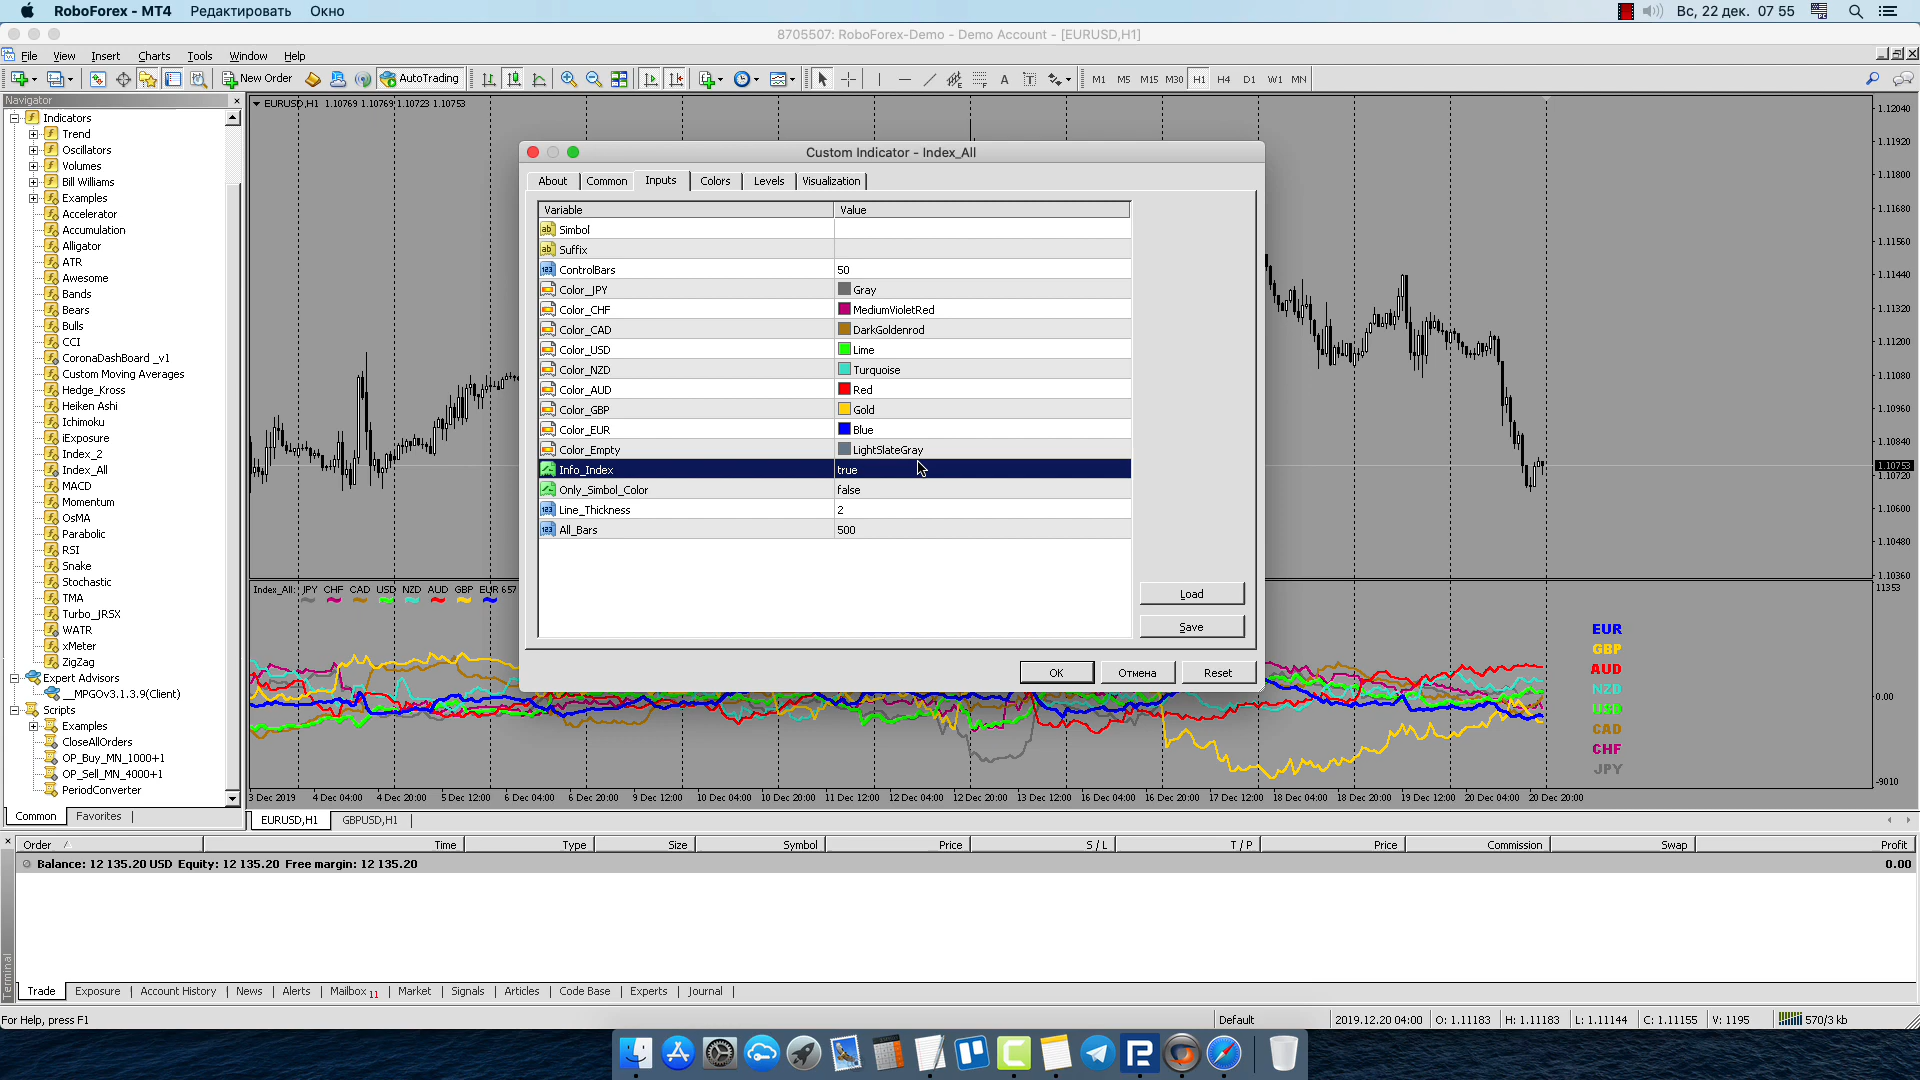 RoboForex - MT4 Редактировать Окно Вс, 22 дек. 07 55
8705507: RoboForex-Demo - Demo Account - [EURUSD,H1]
File View Insert Charts Tools Window Help
New Order AutoTrading M1 M5 M15 M30 H1 H4 D1 W1 MN
Navigator
Indicators
Trend
Oscillators
Volumes
Bill Williams
Examples
Accelerator
Accumulation
Alligator
ATR
Awesome
Bands
Bears
Bulls
CCI
CoronaDashBoard _v1
Custom Moving Averages
Hedge_Kross
Heiken Ashi
Ichimoku
iExposure
Index_2
Index_All
MACD
Momentum
OsMA
Parabolic
RSI
Snake
Stochastic
TMA
Turbo_JRSX
WATR
xMeter
ZigZag
Expert Advisors
__MPGOv3.1.3.9(Client)
Scripts
Examples
CloseAllOrders
OP_Buy_MN_1000+1
OP_Sell_MN_4000+1
PeriodConverter
Common Favorites
EURUSD,H1 1.10769 1.10769 1.10723 1.10753
Custom Indicator - Index_All
About Common Inputs Colors Levels Visualization
Variable Value
Simbol
Suffix
ControlBars 50
Color_JPY Gray
Color_CHF MediumVioletRed
Color_CAD DarkGoldenrod
Color_USD Lime
Color_NZD Turquoise
Color_AUD Red
Color_GBP Gold
Color_EUR Blue
Color_Empty LightSlateGray
Info_Index true
Only_Simbol_Color false
Line_Thickness 2
All_Bars 500
Load
Save
OK Отмена Reset
1.12040
1.11920
1.11800
1.11680
1.11560
1.11440
1.11320
1.11200
1.11080
1.10960
1.10840
1.10753
1.10720
1.10600
1.10480
1.10360
Index_All: JPY CHF CAD USD NZD AUD GBP EUR 657
11353
0.00
-9010
EUR
GBP
AUD
NZD
USD
CAD
CHF
JPY
3 Dec 2019 4 Dec 04:00 4 Dec 20:00 5 Dec 12:00 6 Dec 04:00 6 Dec 20:00 9 Dec 12:00 10 Dec 04:00 10 Dec 20:00 11 Dec 12:00 12 Dec 04:00 12 Dec 20:00 13 Dec 12:00 16 Dec 04:00 16 Dec 20:00 17 Dec 12:00 18 Dec 04:00 18 Dec 20:00 19 Dec 12:00 20 Dec 04:00 20 Dec 20:00
EURUSD,H1 GBPUSD,H1
Order Time Type Size Symbol Price S / L T / P Price Commission Swap Profit
Balance: 12 135.20 USD Equity: 12 135.20 Free margin: 12 135.20 0.00
Terminal
Trade Exposure Account History News Alerts Mailbox 11 Market Signals Articles Code Base Experts Journal
For Help, press F1 Default 2019.12.20 04:00 O: 1.11183 H: 1.11183 L: 1.11144 C: 1.11155 V: 1195 570/3 kb